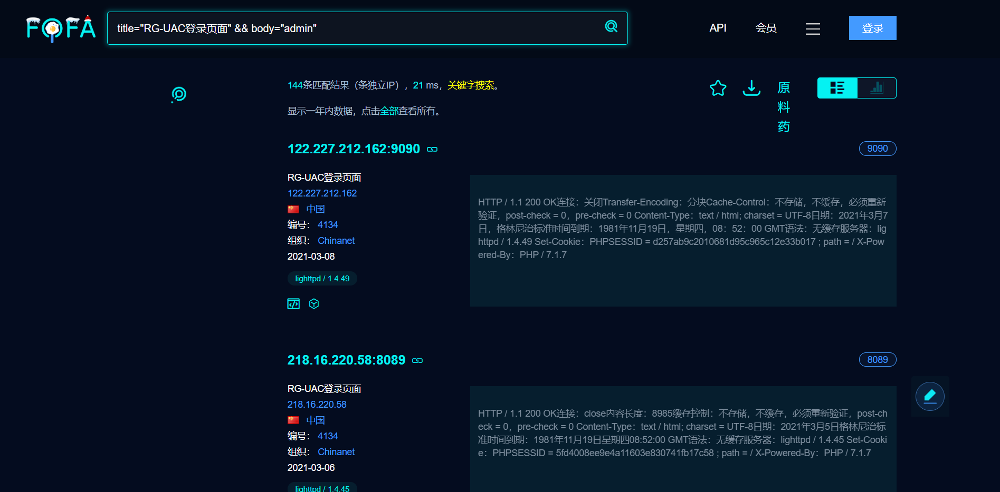 FOFA
title="RG-UAC登录页面" && body="admin"
API
会员
登录
144条匹配结果（条独立IP），21 ms，关键字搜索。
显示一年内数据，点击全部查看所有。
原
料
药
122.227.212.162:9090
9090
RG-UAC登录页面
122.227.212.162
中国
编号： 4134
组织： Chinanet
2021-03-08
lighttpd / 1.4.49
HTTP / 1.1 200 OK连接：关闭Transfer-Encoding：分块Cache-Control：不存储，不缓存，必须重新
验证，post-check = 0，pre-check = 0 Content-Type：text / html; charset = UTF-8日期：2021年3月7
日，格林尼治标准时间到期：1981年11月19日，星期四，08：52：00 GMT语法：无缓存服务器：lig
httpd / 1.4.49 Set-Cookie：PHPSESSID = d257ab9c2010681d95c965c12e33b017 ; path = / X-Pow
ered-By：PHP / 7.1.7
218.16.220.58:8089
8089
RG-UAC登录页面
218.16.220.58
中国
编号： 4134
组织： Chinanet
2021-03-06
lighttpd / 1.4.45
HTTP / 1.1 200 OK连接：close内容长度：8985缓存控制：不存储，不缓存，必须重新验证，post-ch
eck = 0，pre-check = 0 Content-Type：text / html; charset = UTF-8日期：2021年3月5日格林尼治标
准时间到期：1981年11月19日星期四08:52:00 GMT语法：无缓存服务器：lighttpd / 1.4.45 Set-Cooki
e：PHPSESSID = 5fd4008ee9e4a11603e830741fb17c58 ; path = / X-Powered-By：PHP / 7.1.7